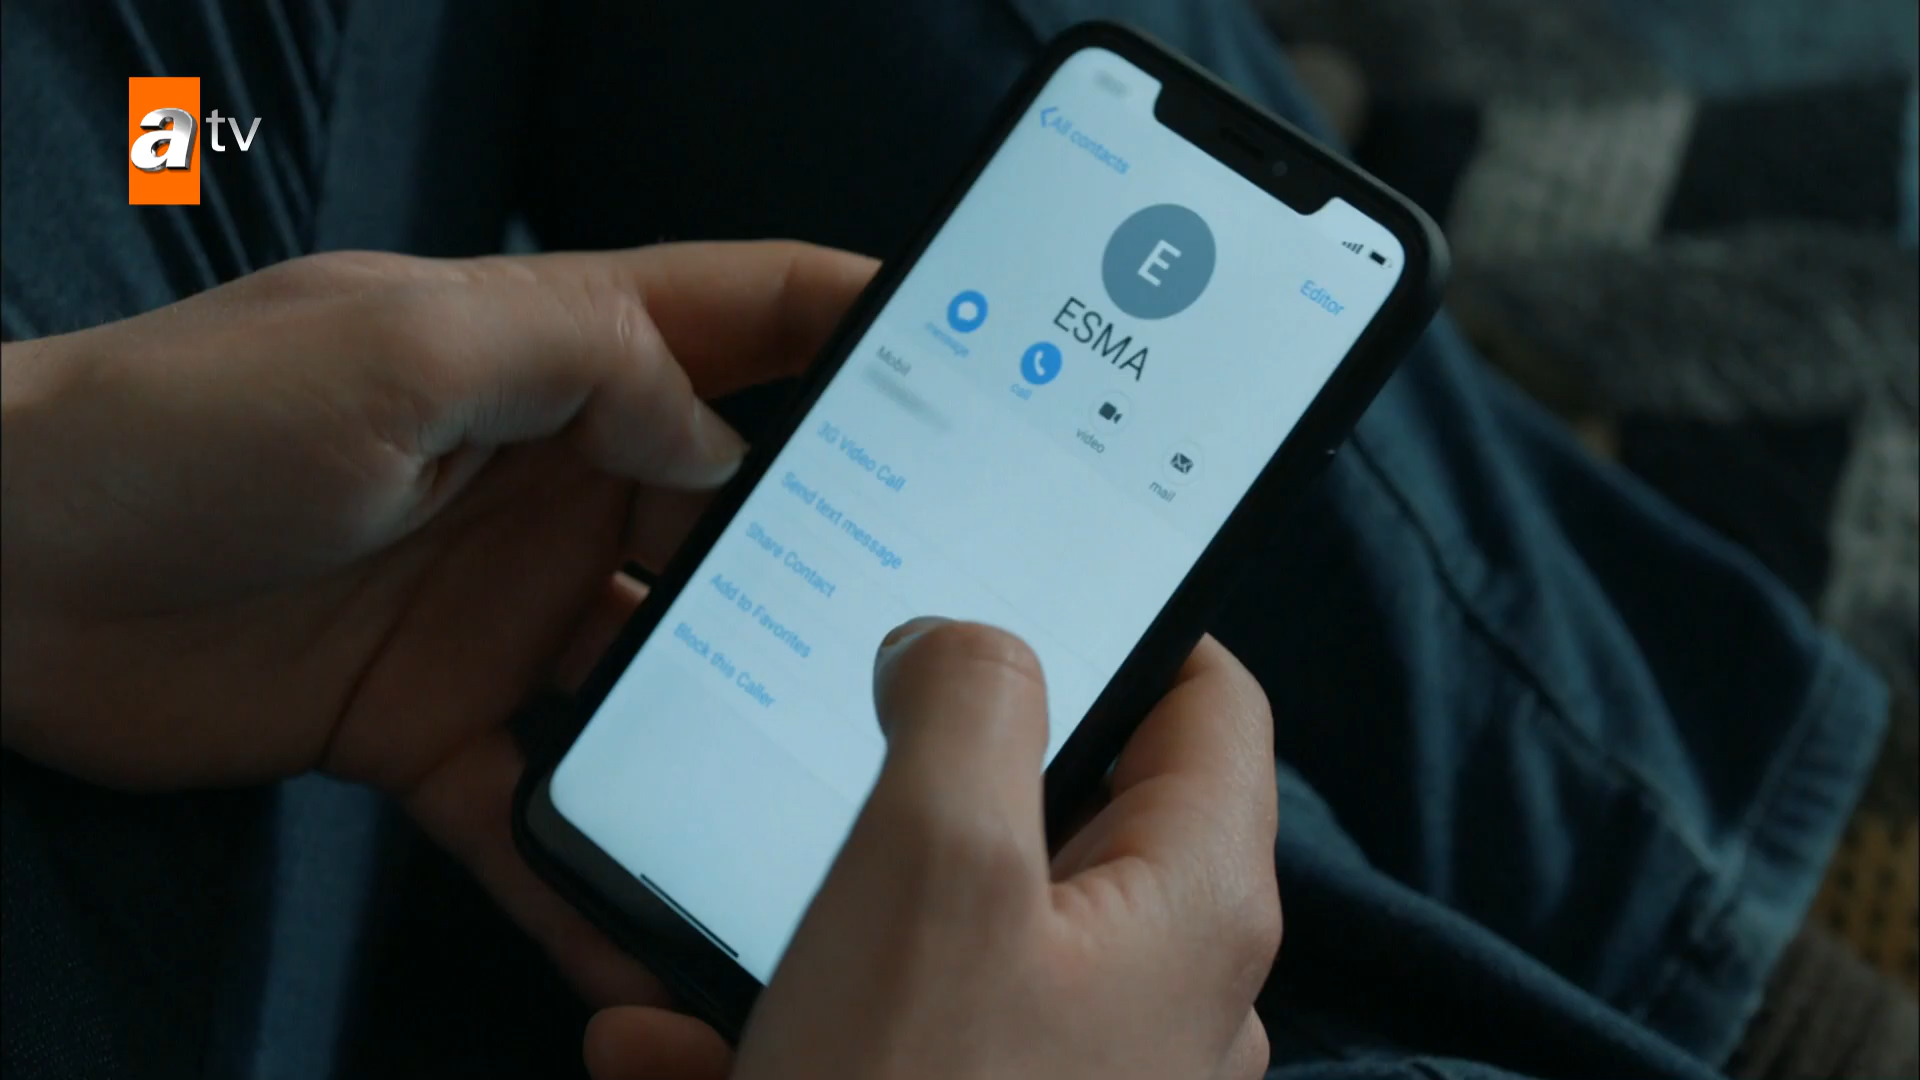 atv
All contacts
Editor
E
ESMA
message
call
video
mail
Mobil
3G Video Call
Send text message
Share Contact
Add to Favorites
Block this Caller